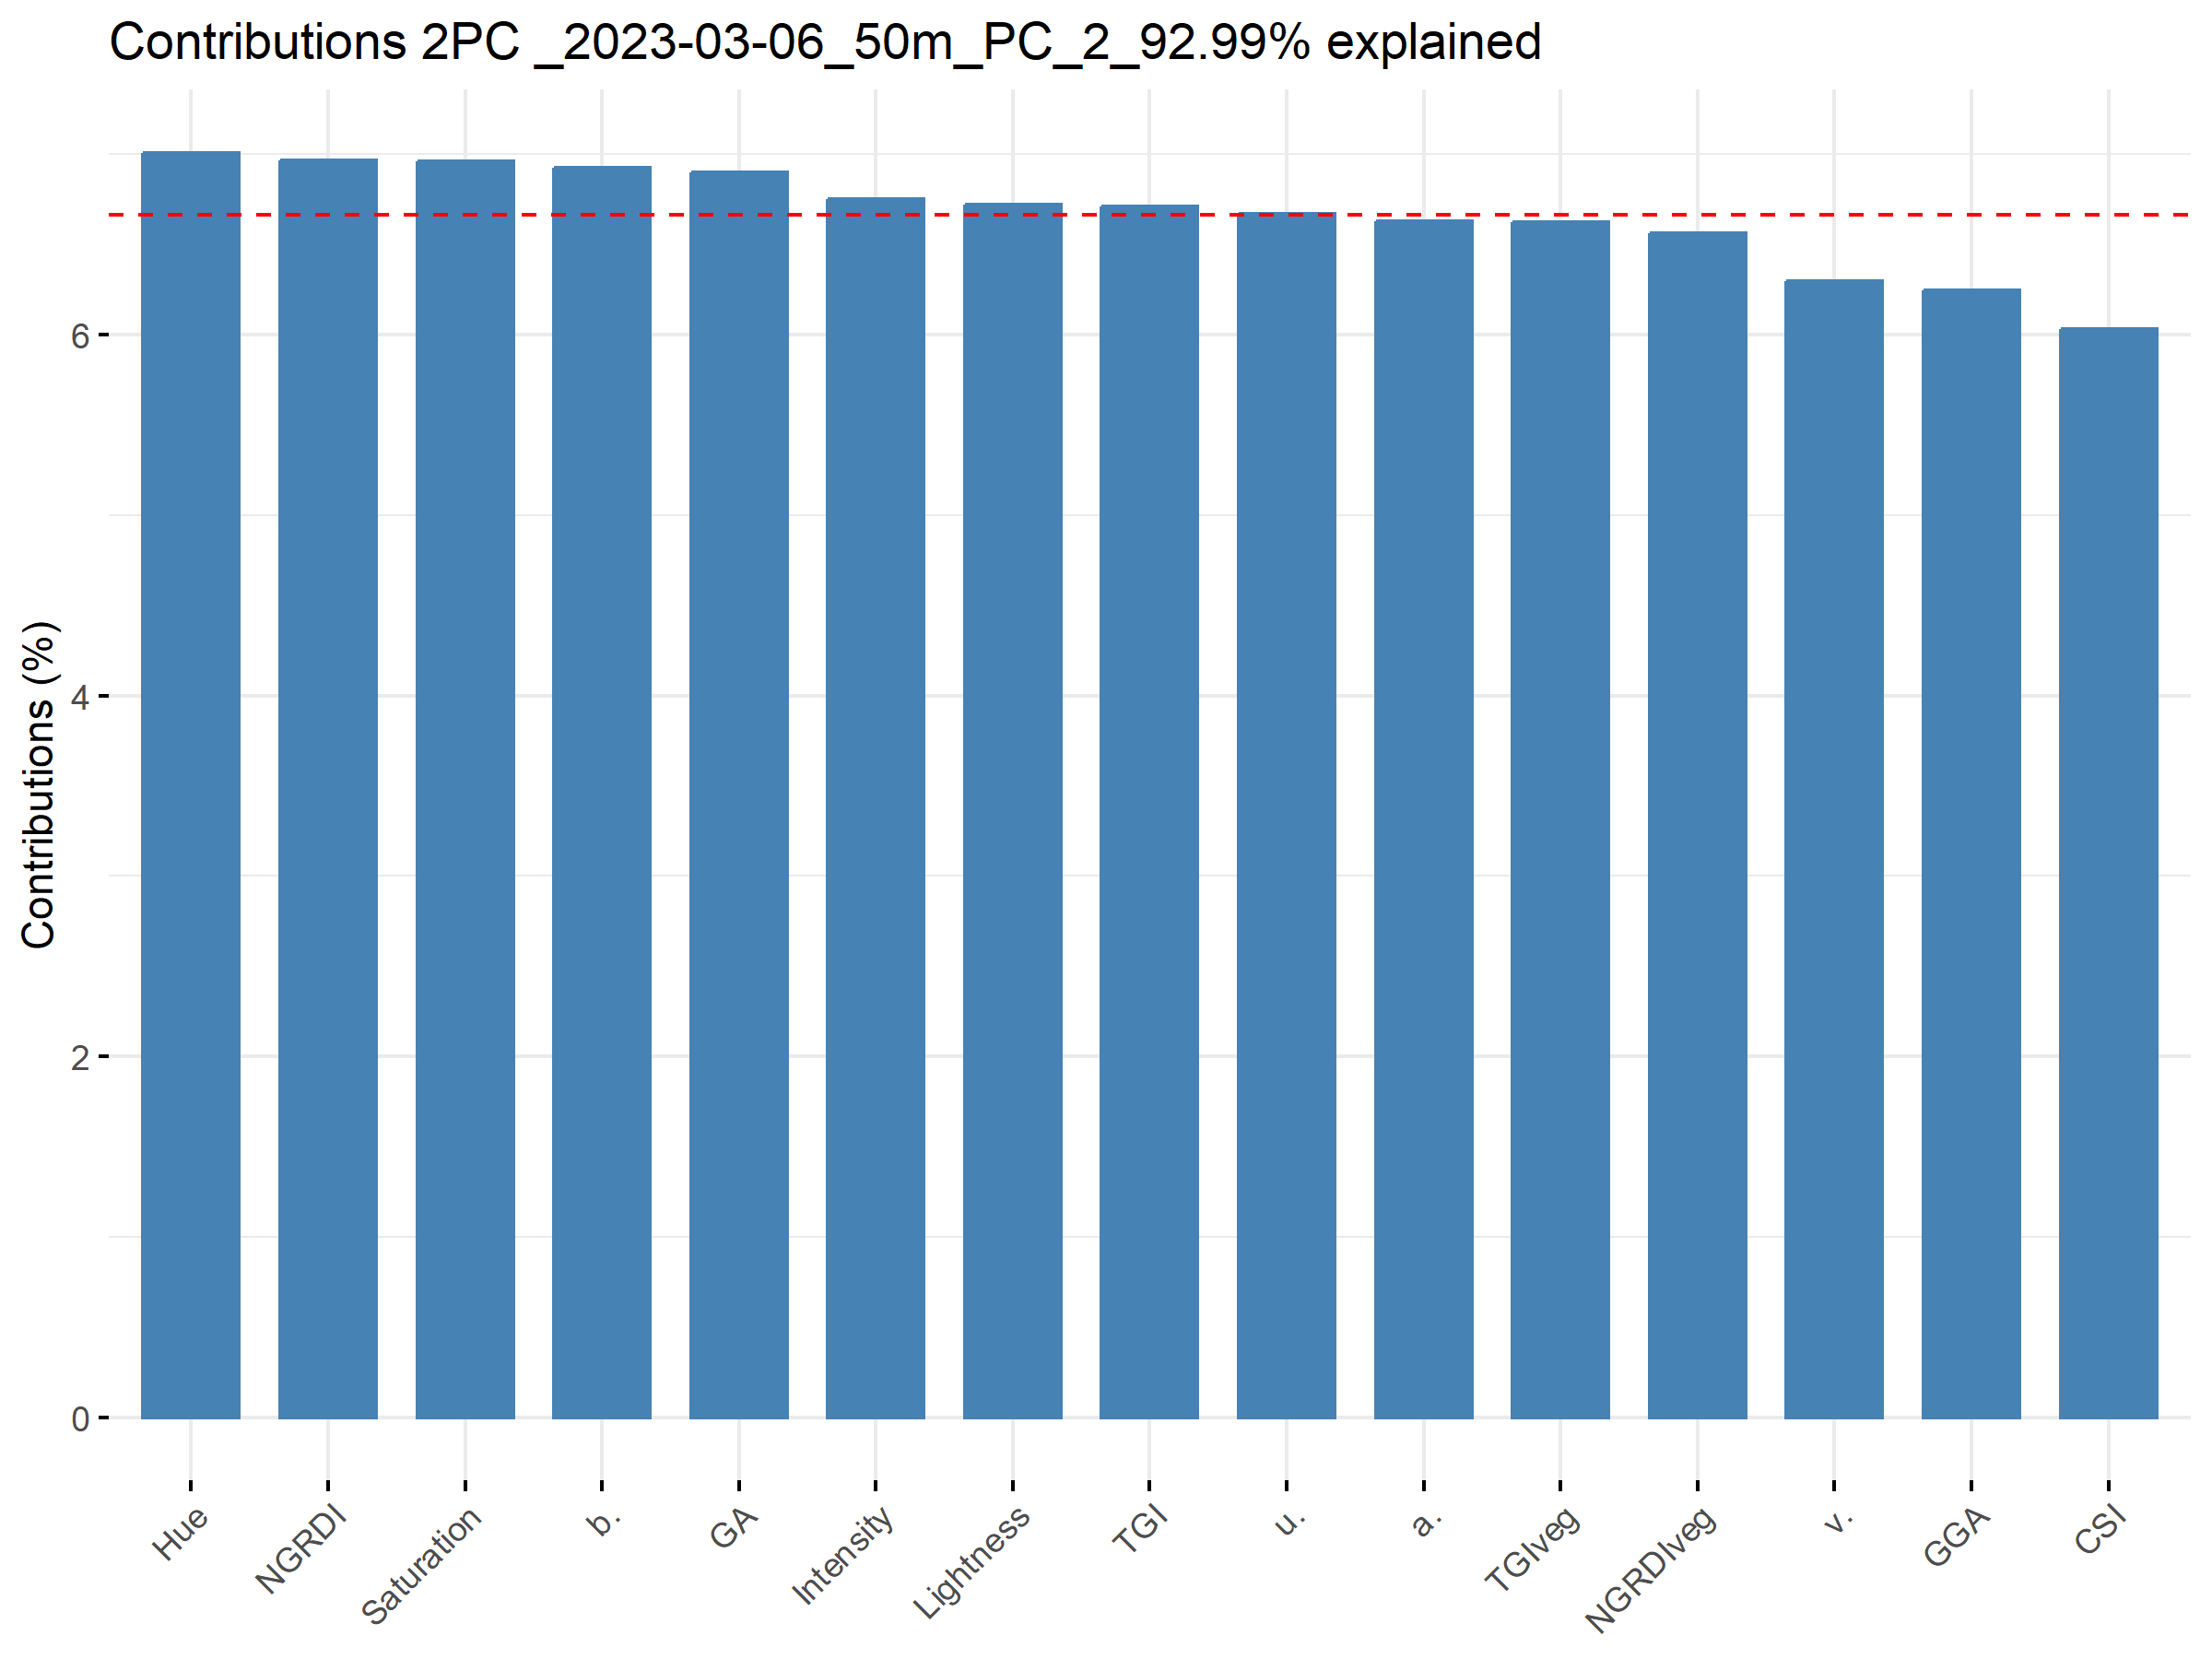 Contributions 2PC _2023-03-06_50m_PC_2_92.99% explained
Contributions (%)
6
4
2
0
Hue
NGRDI
Saturation
b.
GA
Intensity
Lightness
TGI
u.
a.
TGIveg
NGRDIveg
v.
GGA
CSI